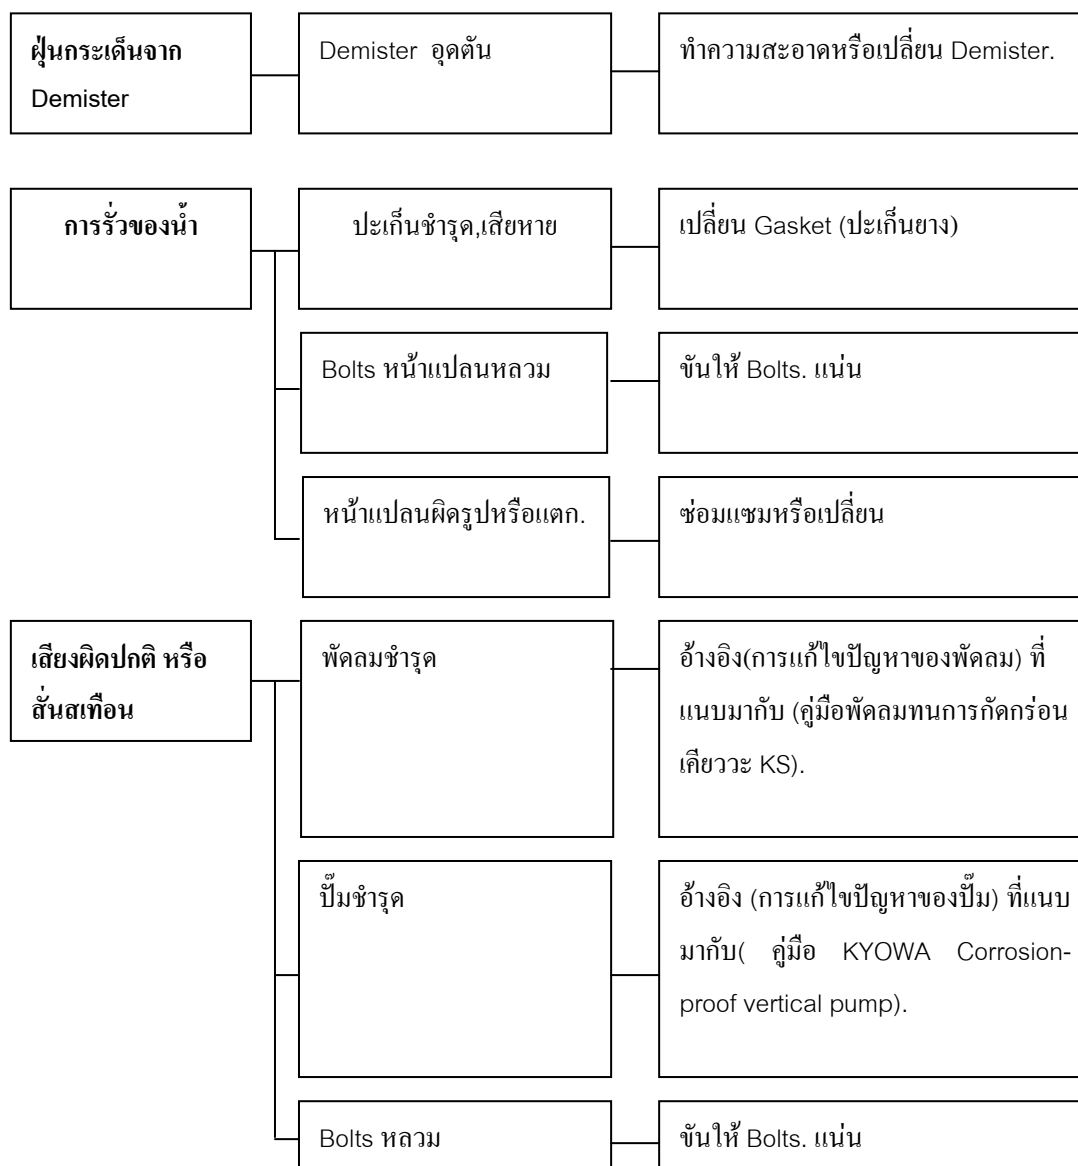 ฝุ่นกระเด็นจาก
Demister
Demister อุดตัน
ทำความสะอาดหรือเปลี่ยน Demister.
การรั่วของน้ำ
ปะเก็นชำรุด,เสียหาย
เปลี่ยน Gasket (ปะเก็นยาง)
Bolts หน้าแปลนหลวม
ขันให้ Bolts. แน่น
หน้าแปลนผิดรูปหรือแตก.
ซ่อมแซมหรือเปลี่ยน
เสียงผิดปกติ หรือ
สั่นสเทือน
พัดลมชำรุด
อ้างอิง(การแก้ไขปัญหาของพัดลม) ที่
แนบมากับ (คู่มือพัดลมทนการกัดกร่อน
เคียววะ KS).
ปั๊มชำรุด
อ้างอิง (การแก้ไขปัญหาของปั๊ม) ที่แนบ
มากับ( คู่มือ KYOWA Corrosion-
proof vertical pump).
Bolts หลวม
ขันให้ Bolts. แน่น